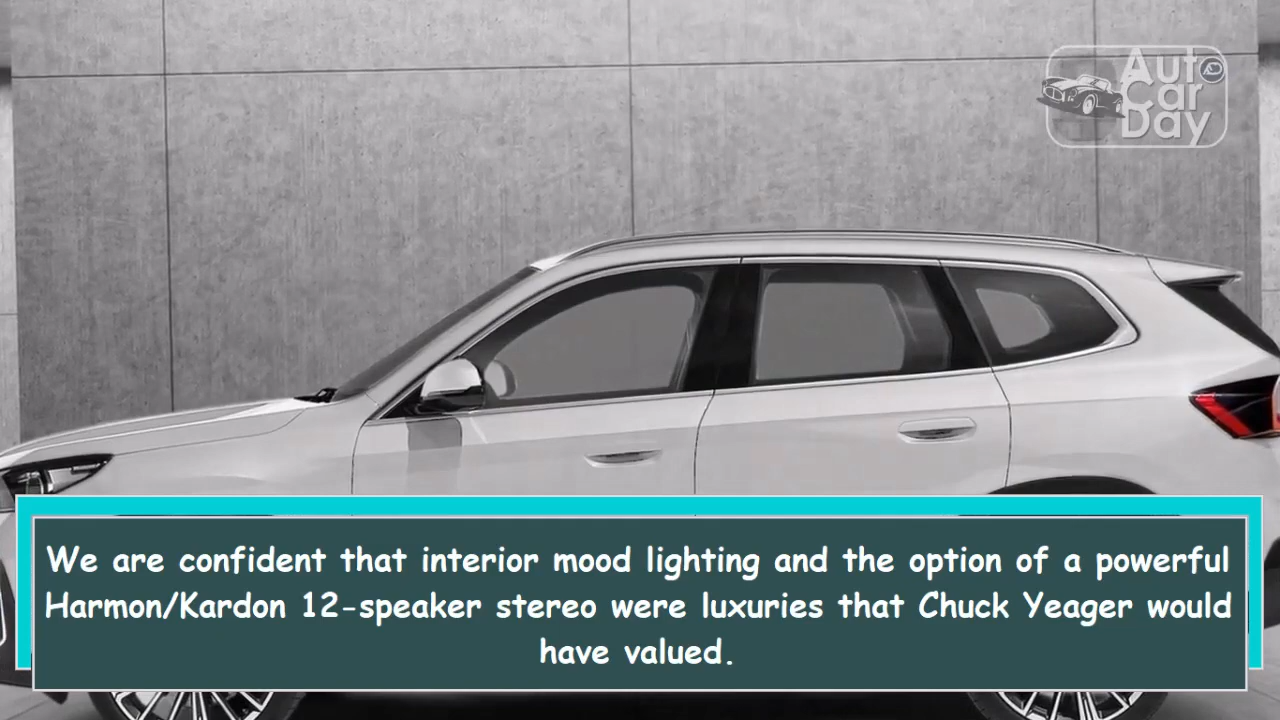 Aut
Car
Day
We are confident that interior mood lighting and the option of a powerful
Harmon/Kardon 12-speaker stereo were luxuries that Chuck Yeager would
have valued.